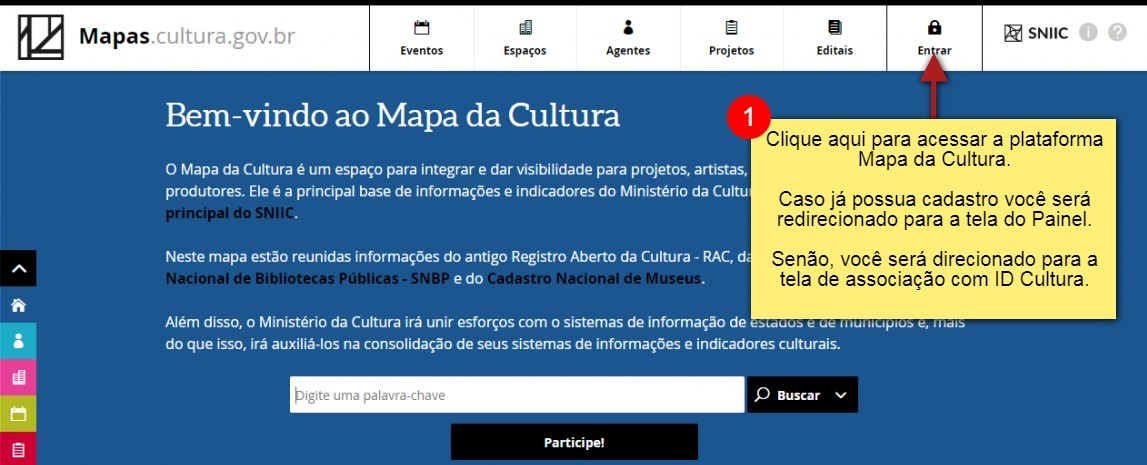 Mapas.cultura.gov.br
Eventos
Espaços
Agentes
Projetos
Editais
Entrar
SNIIC
i
?
1
Clique aqui para acessar a plataforma
Mapa da Cultura.
Caso já possua cadastro você será
redirecionado para a tela do Painel.
Senão, você será direcionado para a
tela de associação com ID Cultura.
Bem-vindo ao Mapa da Cultura
O Mapa da Cultura é um espaço para integrar e dar visibilidade para projetos, artistas,
produtores. Ele é a principal base de informações e indicadores do Ministério da Cultu
principal do SNIIC.
Neste mapa estão reunidas informações do antigo Registro Aberto da Cultura - RAC, da
Nacional de Bibliotecas Públicas - SNBP e do Cadastro Nacional de Museus.
Além disso, o Ministério da Cultura irá unir esforços com o sistemas de informação de estados e de municípios e, mais
do que isso, irá auxiliá-los na consolidação de seus sistemas de informações e indicadores culturais.
Digite uma palavra-chave
Buscar
Participe!